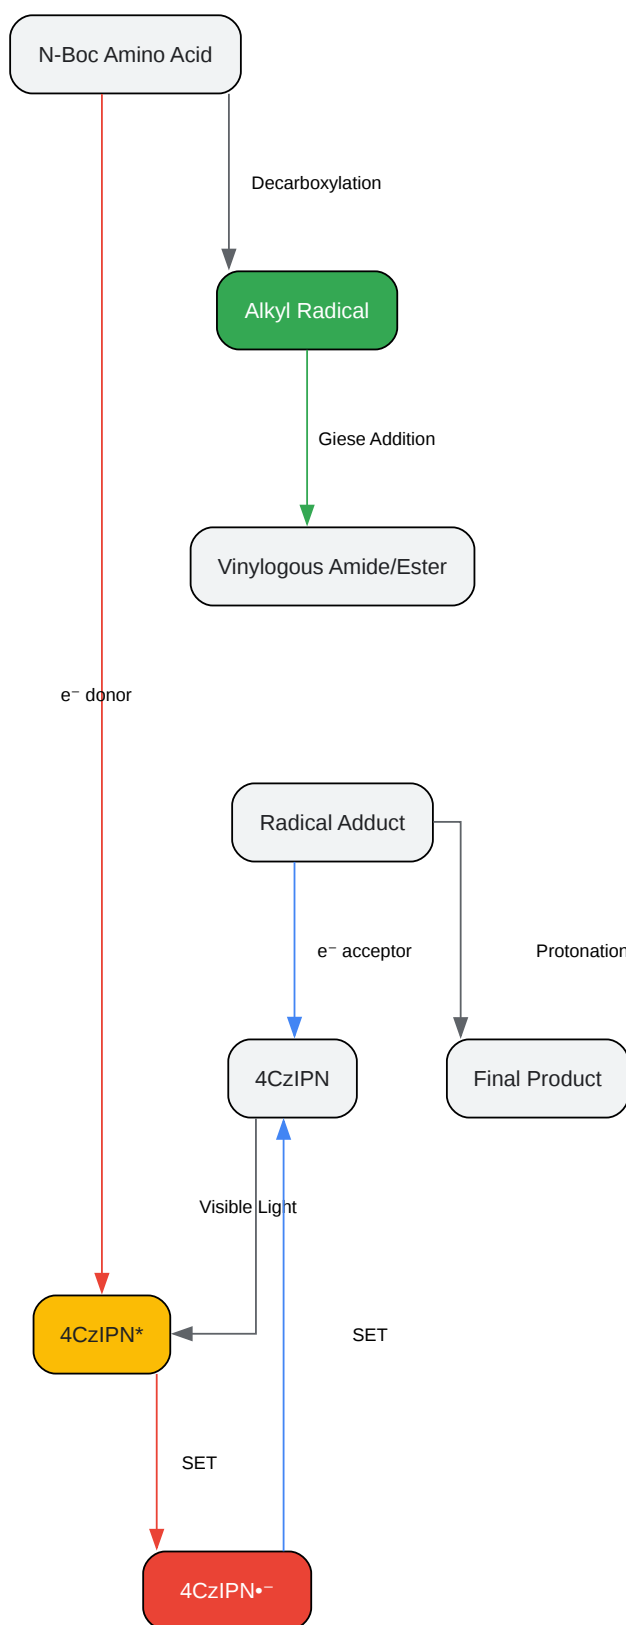 N-Boc Amino Acid
Decarboxylation
Alkyl Radical
Giese Addition
Vinylogous Amide/Ester
e⁻ donor
Radical Adduct
e⁻ acceptor
Protonation
4CzIPN
Final Product
Visible Light
4CzIPN*
SET
SET
4CzIPN•⁻